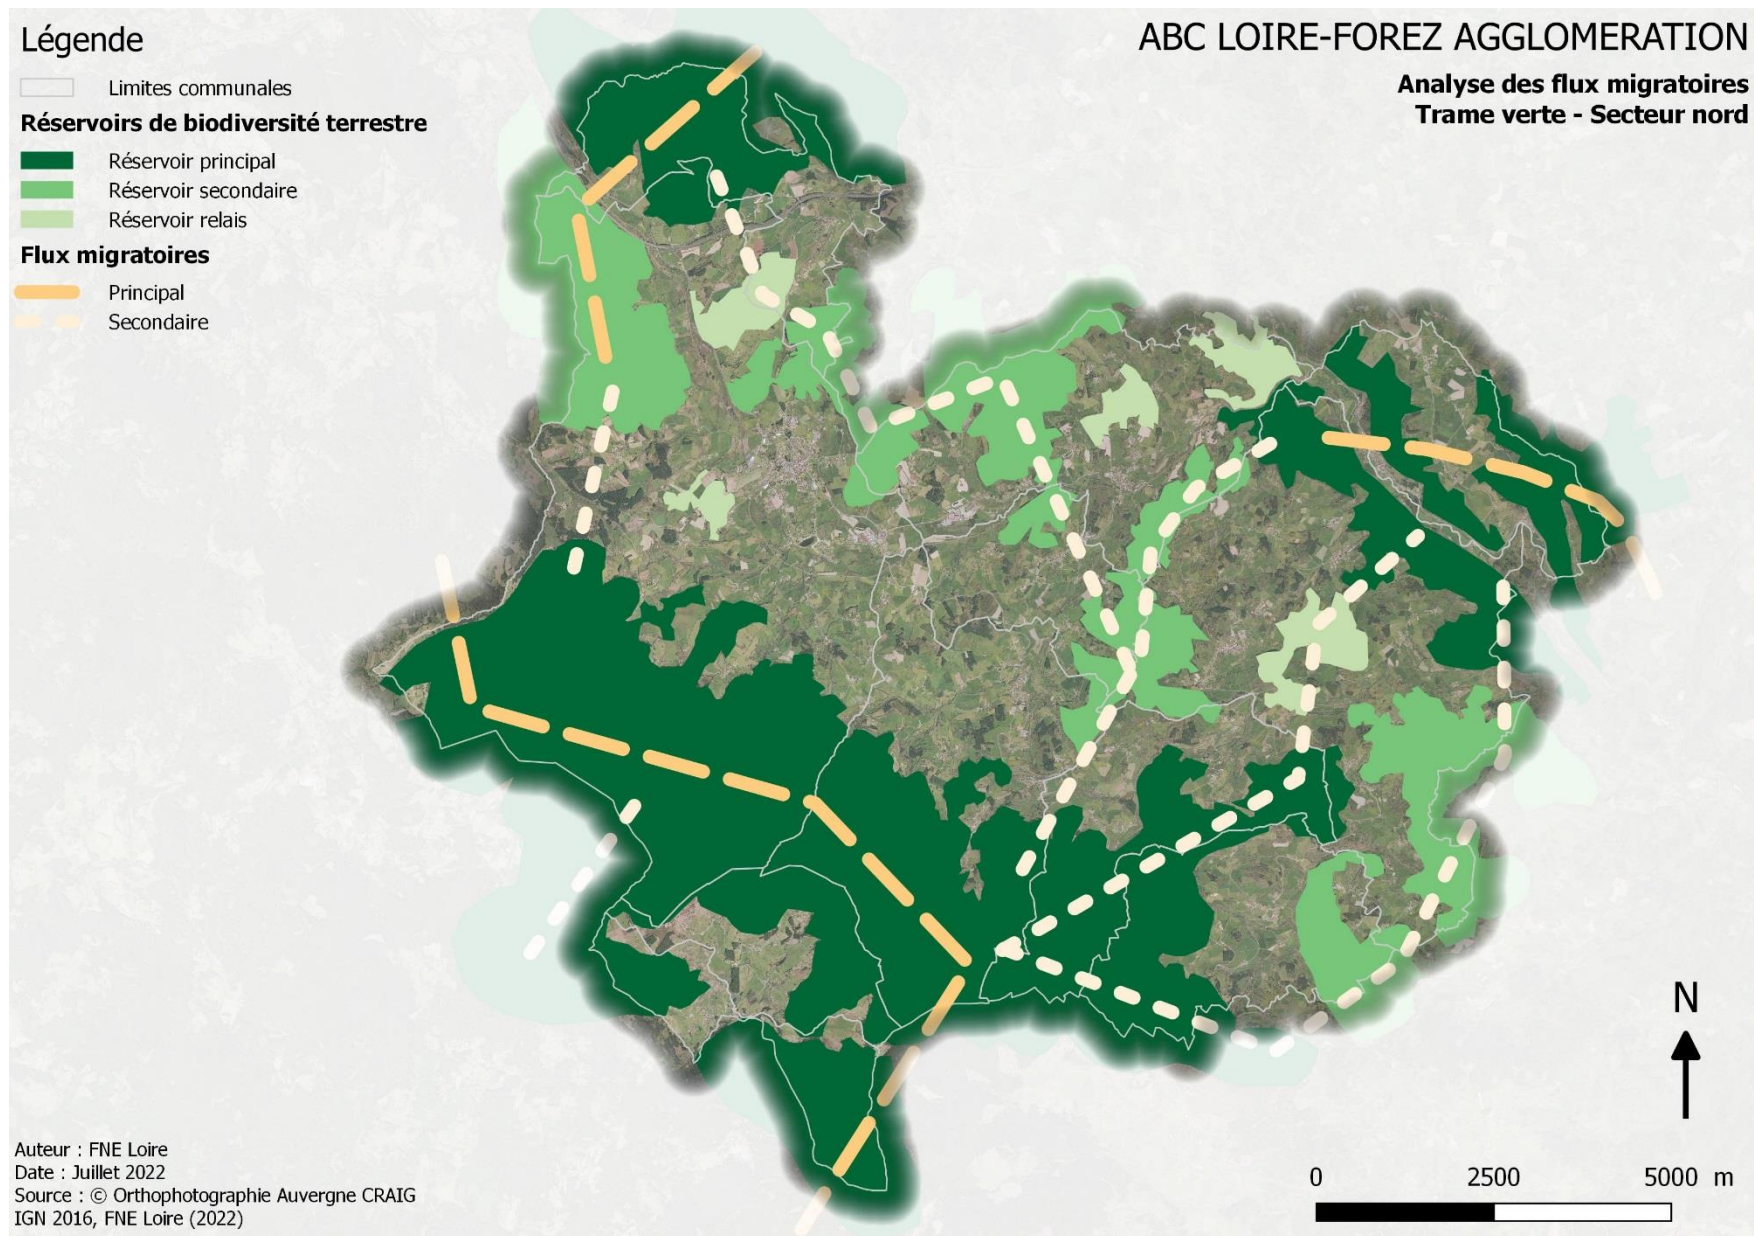 Légende
Limites communales
Réservoirs de biodiversité terrestre
Réservoir principal
Réservoir secondaire
Réservoir relais
Flux migratoires
Principal
Secondaire
ABC LOIRE-FOREZ AGGLOMERATION
Analyse des flux migratoires
Trame verte - Secteur nord
N
0 2500 5000 m
Auteur : FNE Loire
Date : Juillet 2022
Source : © Orthophotographie Auvergne CRAIG
IGN 2016, FNE Loire (2022)